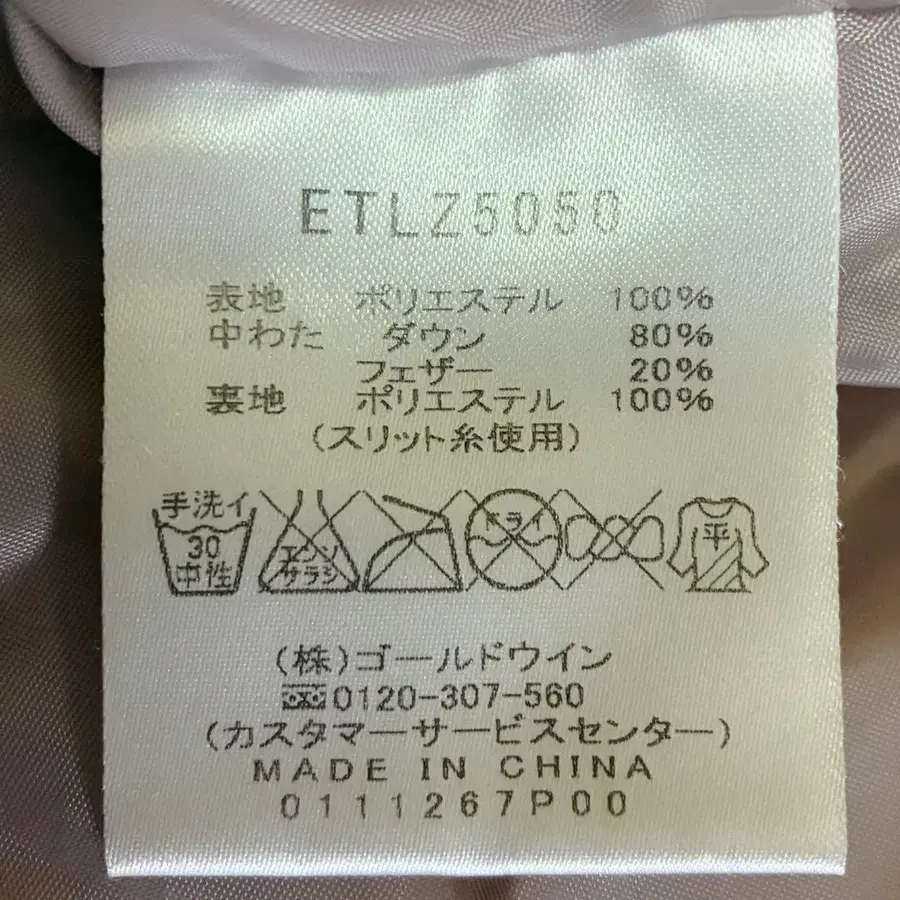 ETLZ5050
表地 ポリエステル 100%
中わた ダウン 80%
フェザー 20%
裏地 ポリエステル 100%
(スリット糸使用)
手洗イ
30
中性
エンソ
サラシ
ドライ
平
(株)ゴールドウイン
0120-307-560
(カスタマーサービスセンター)
MADE IN CHINA
0111267P00